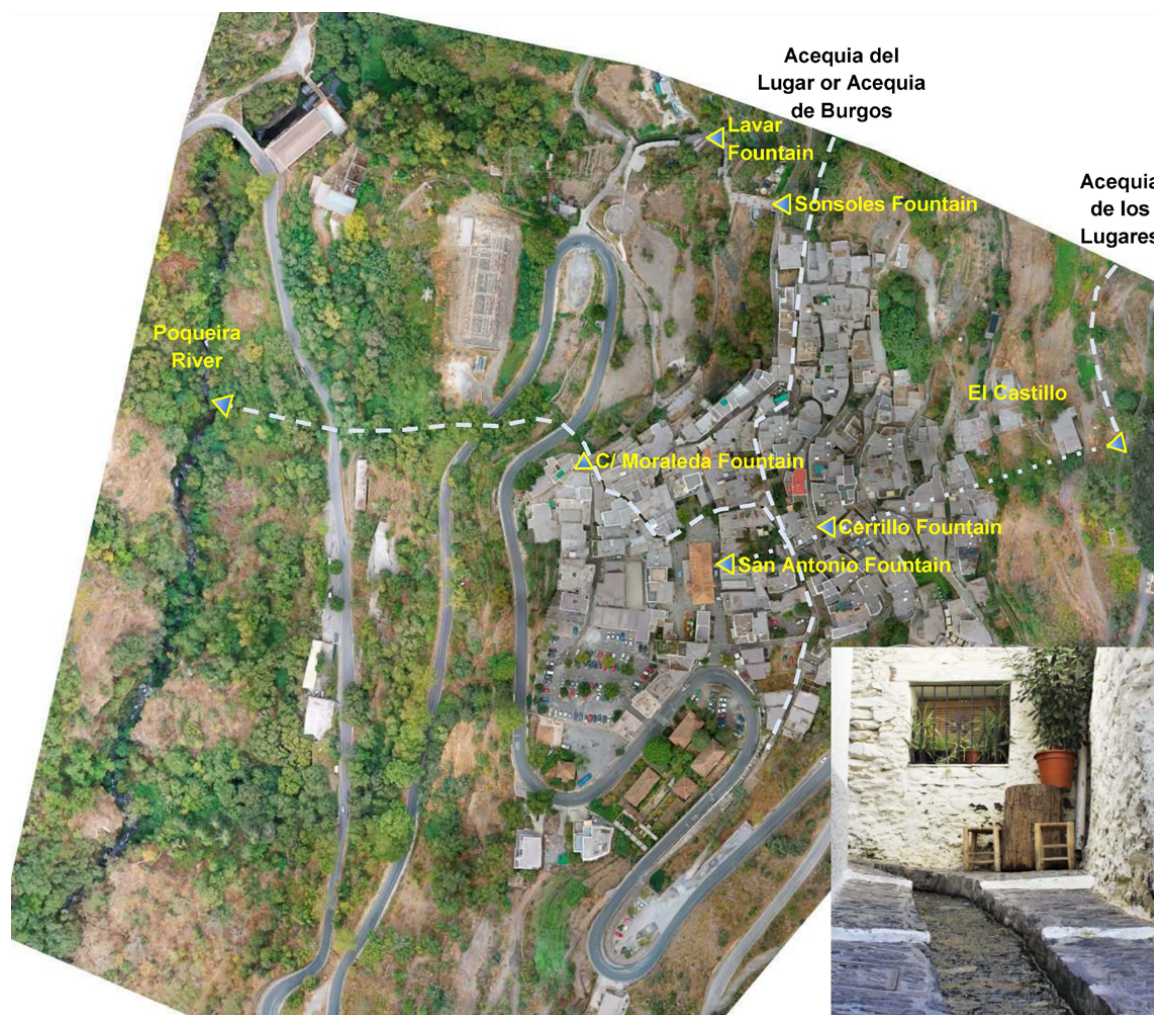 Acequia del
Lugar or Acequia
de Burgos
Lavar
Fountain
Sonsoles Fountain
Acequia
de los
Lugares
Poqueira
River
El Castillo
C/ Moraleda Fountain
Cerrillo Fountain
San Antonio Fountain